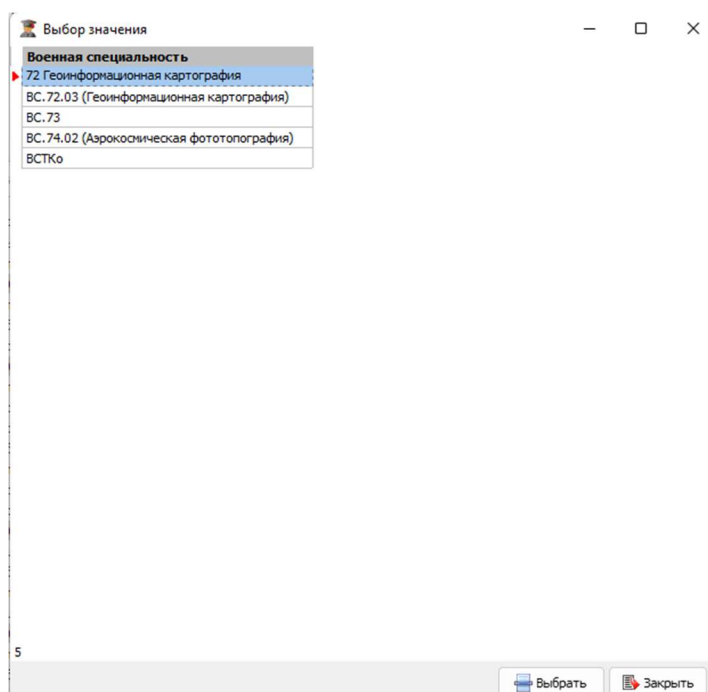 Выбор значения
Военная специальность
72 Геоинформационная картография
ВС.72.03 (Геоинформационная картография)
ВС.73
ВС.74.02 (Аэрокосмическая фототопография)
ВСТКо
5
Выбрать
Закрыть